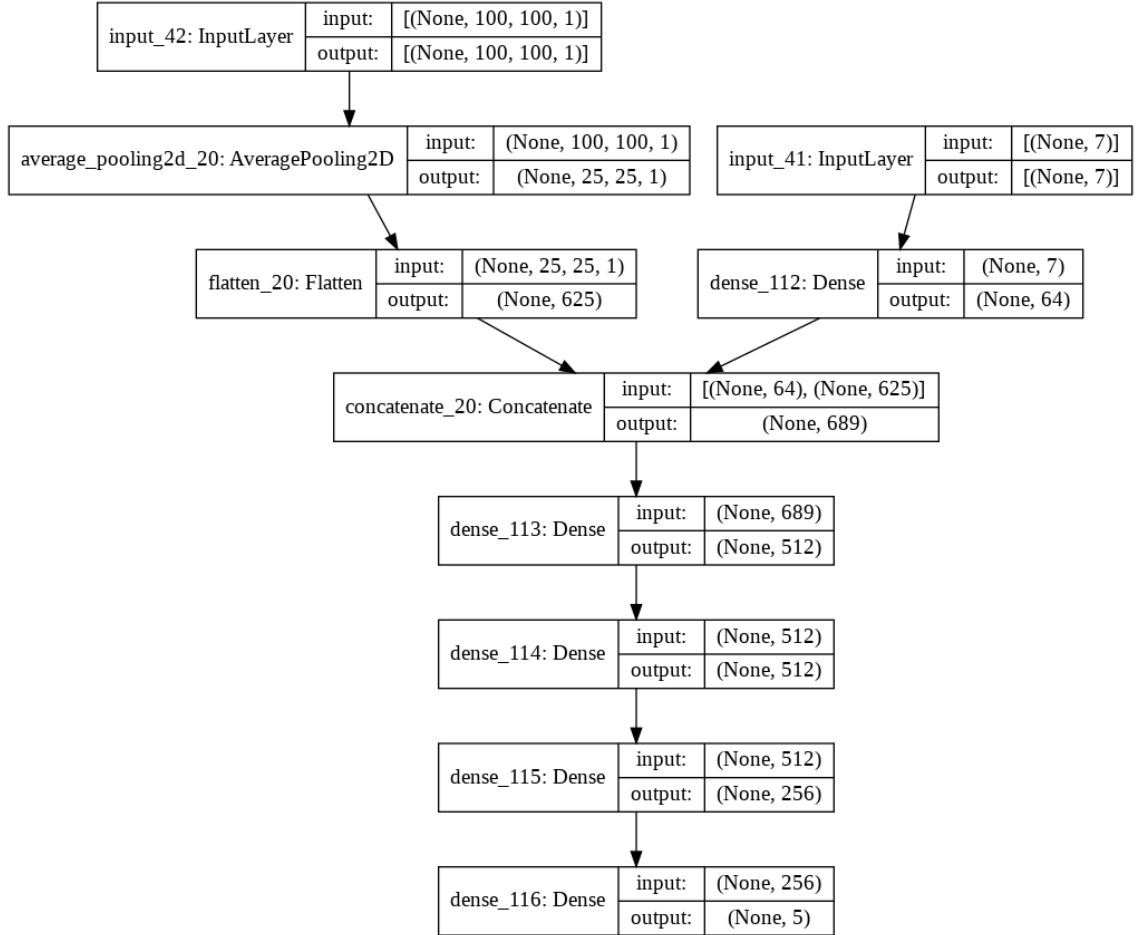 input_42: InputLayer
input: [(None, 100, 100, 1)]
output: [(None, 100, 100, 1)]
average_pooling2d_20: AveragePooling2D
input: (None, 100, 100, 1)
output: (None, 25, 25, 1)
input_41: InputLayer
input: [(None, 7)]
output: [(None, 7)]
flatten_20: Flatten
input: (None, 25, 25, 1)
output: (None, 625)
dense_112: Dense
input: (None, 7)
output: (None, 64)
concatenate_20: Concatenate
input: [(None, 64), (None, 625)]
output: (None, 689)
dense_113: Dense
input: (None, 689)
output: (None, 512)
dense_114: Dense
input: (None, 512)
output: (None, 512)
dense_115: Dense
input: (None, 512)
output: (None, 256)
dense_116: Dense
input: (None, 256)
output: (None, 5)